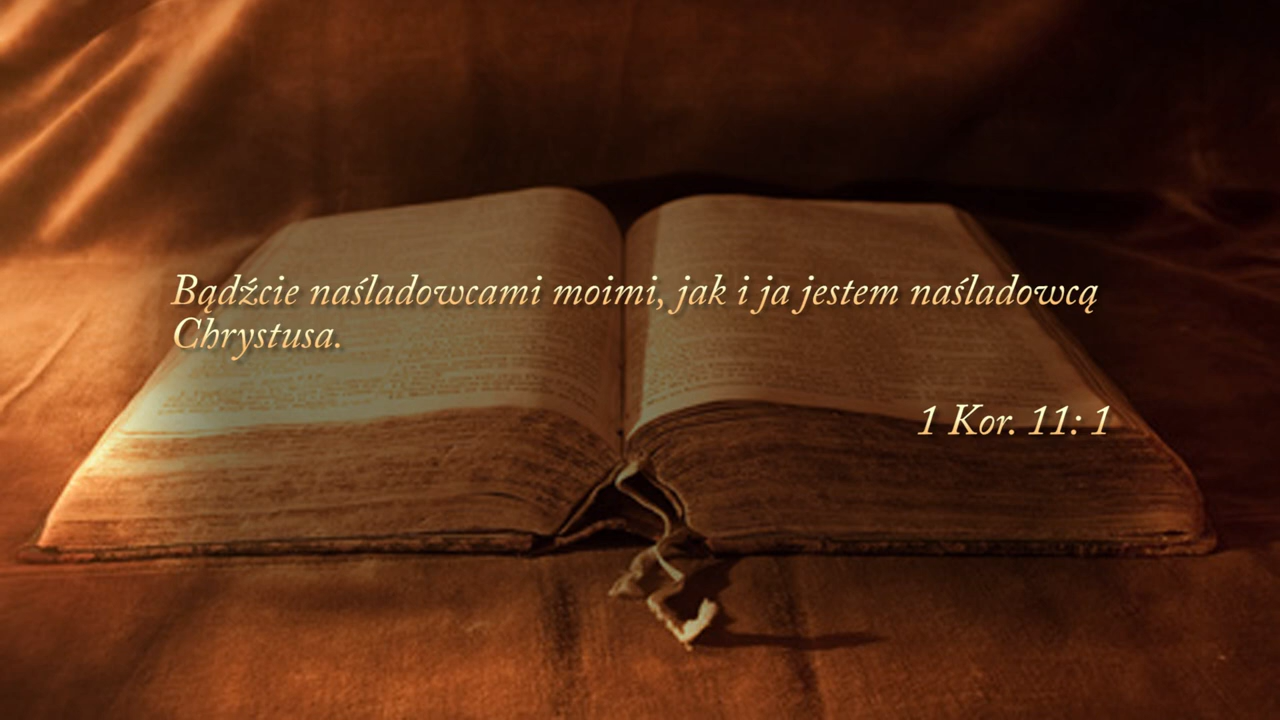 Bądźcie naśladowcami moimi, jak i ja jestem naśladowcą
Chrystusa.
1 Kor. 11: 1